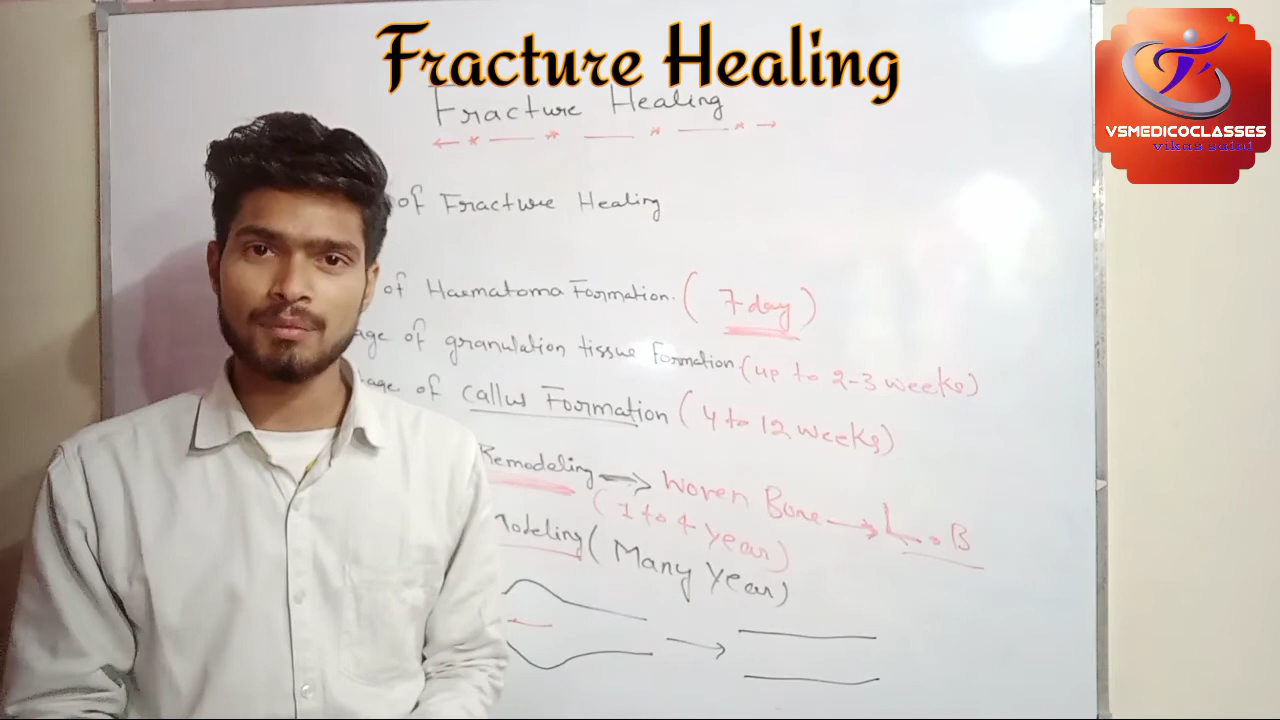 Fracture Healing
VSMEDICOCLASSES
vikas saini
Fracture Healing
of Fracture Healing
of Haematoma Formation. (7 day)
age of granulation tissue Formation (up to 2-3 weeks)
age of callus Formation (4 to 12 weeks)
Remodeling → Woven Bone → L.B
(1 to 4 year)
Modeling (Many Year)